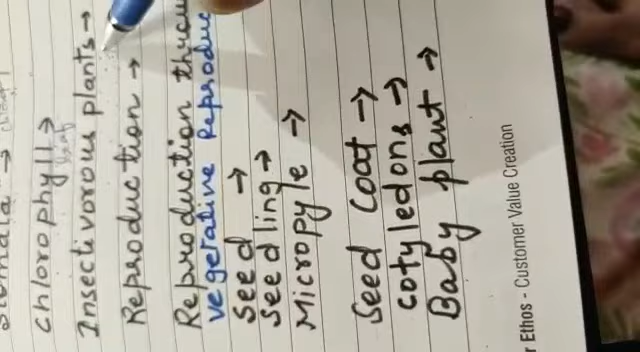 Stomata →
Chlorophyll →
Insectivorous plants →
Reproduction →
Reproduction
vegetative Reproduc
Seed →
Seedling →
Micropyle →
Seed coat →
cotyledons →
Baby plant →
Ethos - Customer Value Creation